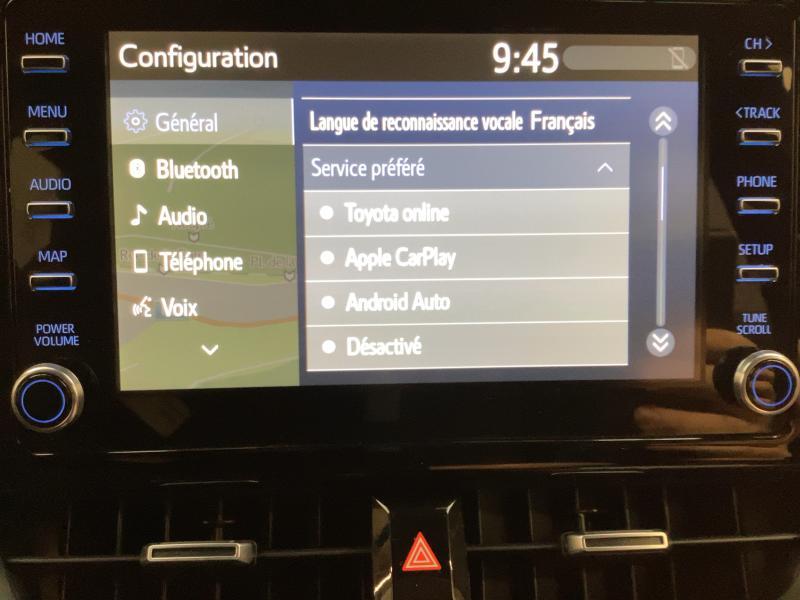 HOME
MENU
AUDIO
MAP
POWER
VOLUME
Configuration
9:45
Général
Bluetooth
Audio
Téléphone
Voix
Langue de reconnaissance vocale Français
Service préféré
Toyota online
Apple CarPlay
Android Auto
Désactivé
CH >
< TRACK
PHONE
SETUP
TUNE
SCROLL